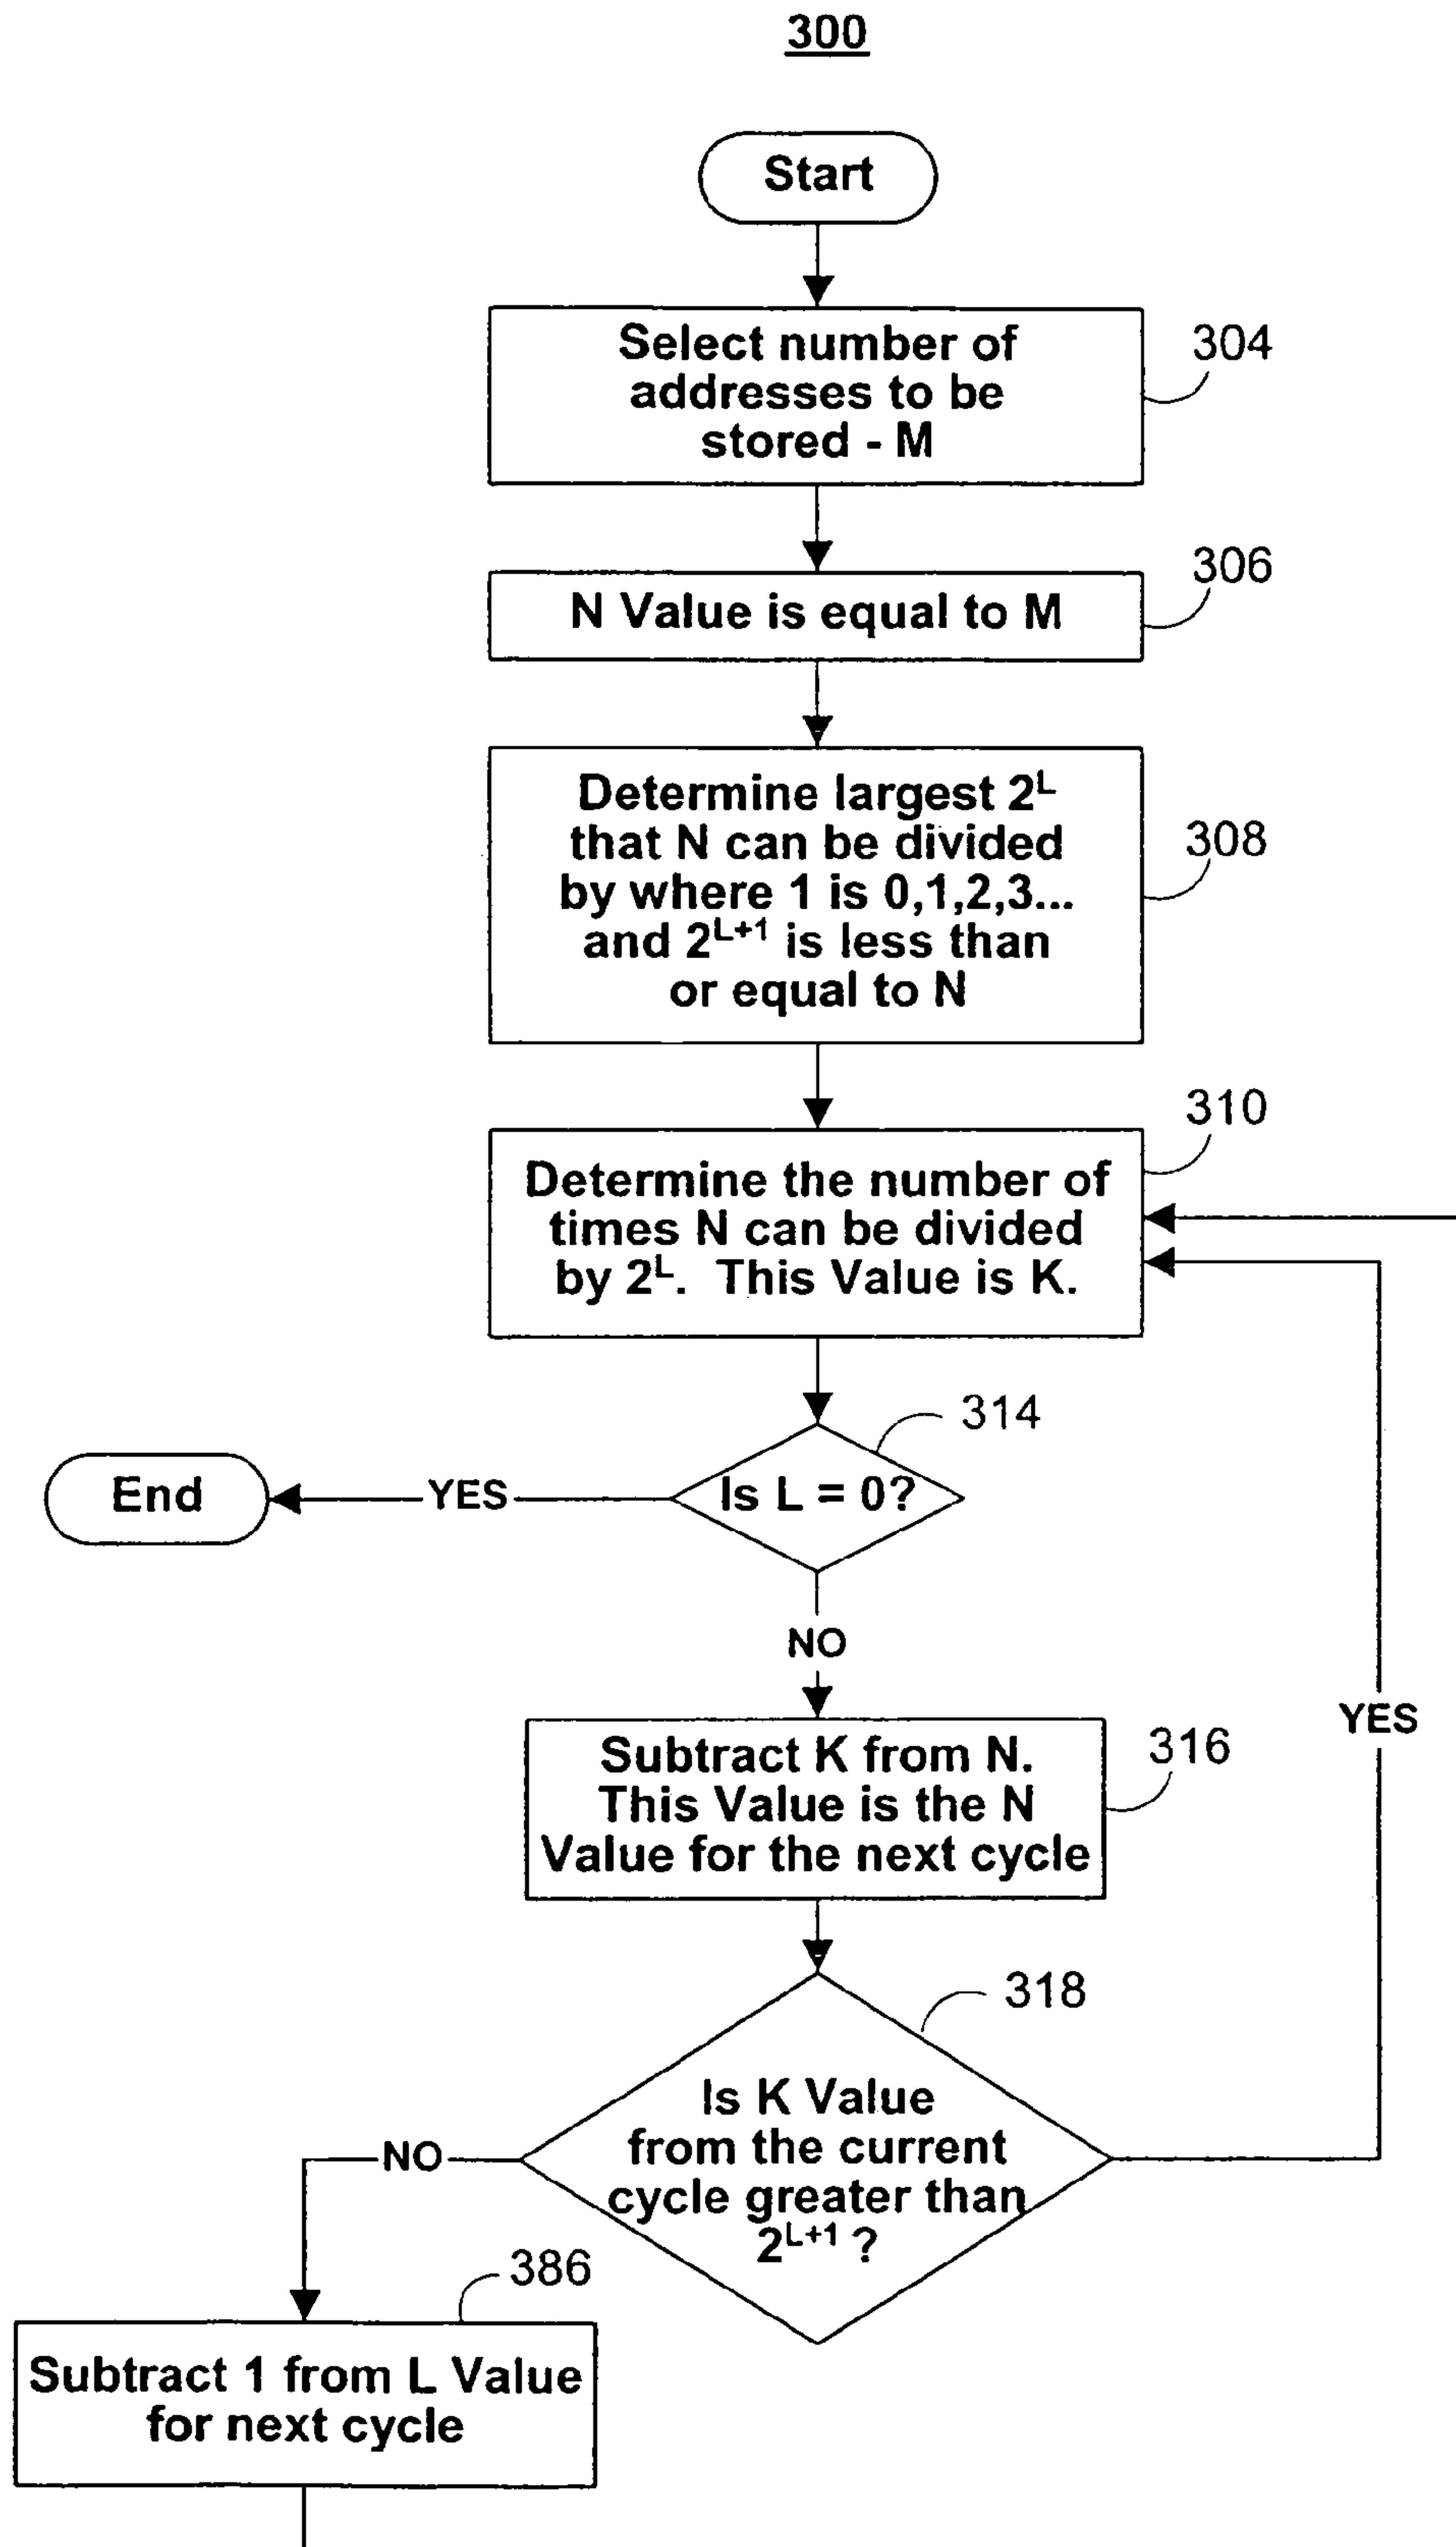 300
Start
Select number of
addresses to be
stored - M
304
N Value is equal to M
306
Determine largest 2^L
that N can be divided
by where 1 is 0,1,2,3...
and 2^L+1 is less than
or equal to N
308
310
Determine the number of
times N can be divided
by 2^L. This Value is K.
314
Is L = 0?
YES
End
NO
Subtract K from N.
This Value is the N
Value for the next cycle
316
YES
318
Is K Value
from the current
cycle greater than
2^L+1 ?
NO
386
Subtract 1 from L Value
for next cycle